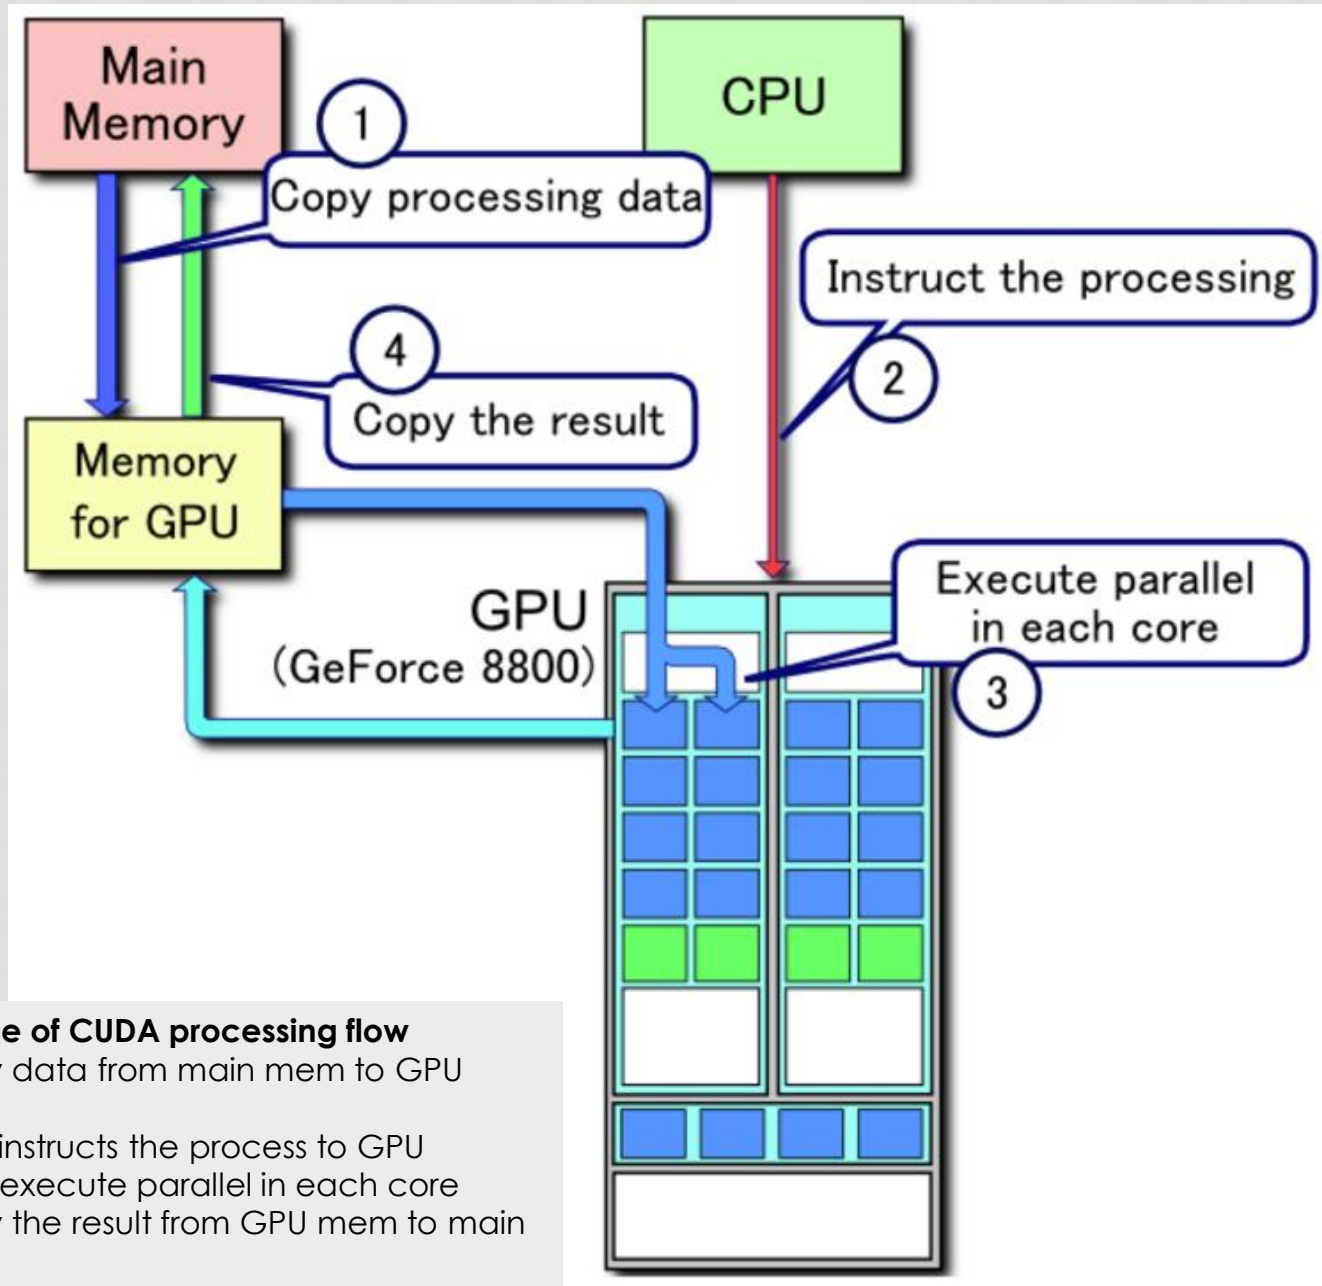 Main
Memory
1
Copy processing data
CPU
Instruct the processing
2
4
Copy the result
Memory
for GPU
GPU
(GeForce 8800)
Execute parallel
in each core
3
of CUDA processing flow
data from main mem to GPU
instructs the process to GPU
execute parallel in each core
the result from GPU mem to main